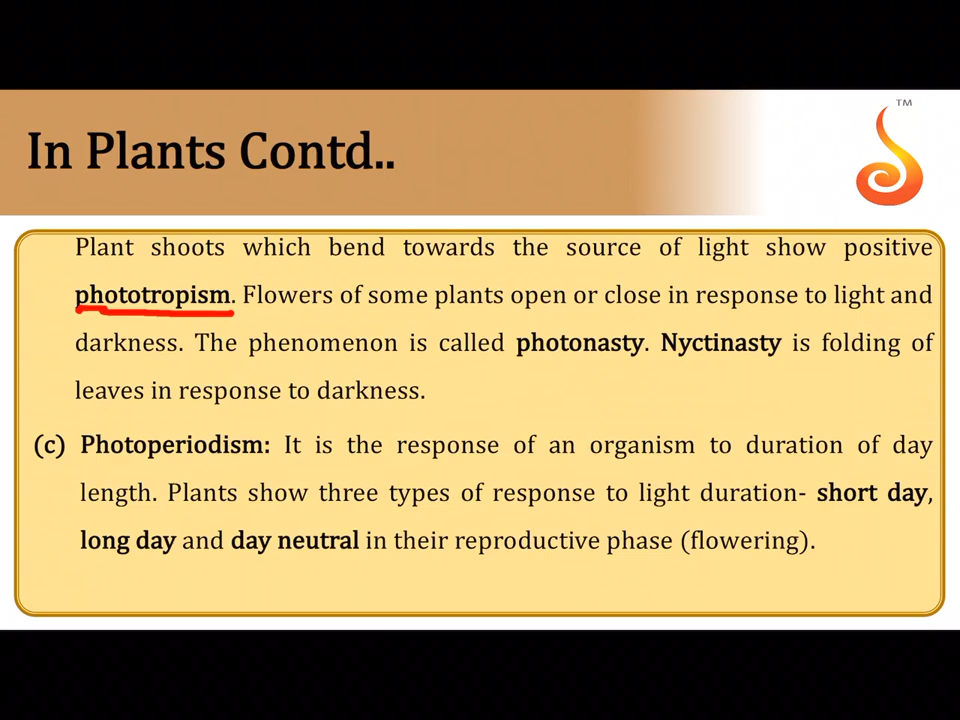 In Plants Contd..
TM
Plant shoots which bend towards the source of light show positive
phototropism. Flowers of some plants open or close in response to light and
darkness. The phenomenon is called photonasty. Nyctinasty is folding of
leaves in response to darkness.
(c) Photoperiodism: It is the response of an organism to duration of day
length. Plants show three types of response to light duration- short day,
long day and day neutral in their reproductive phase (flowering).